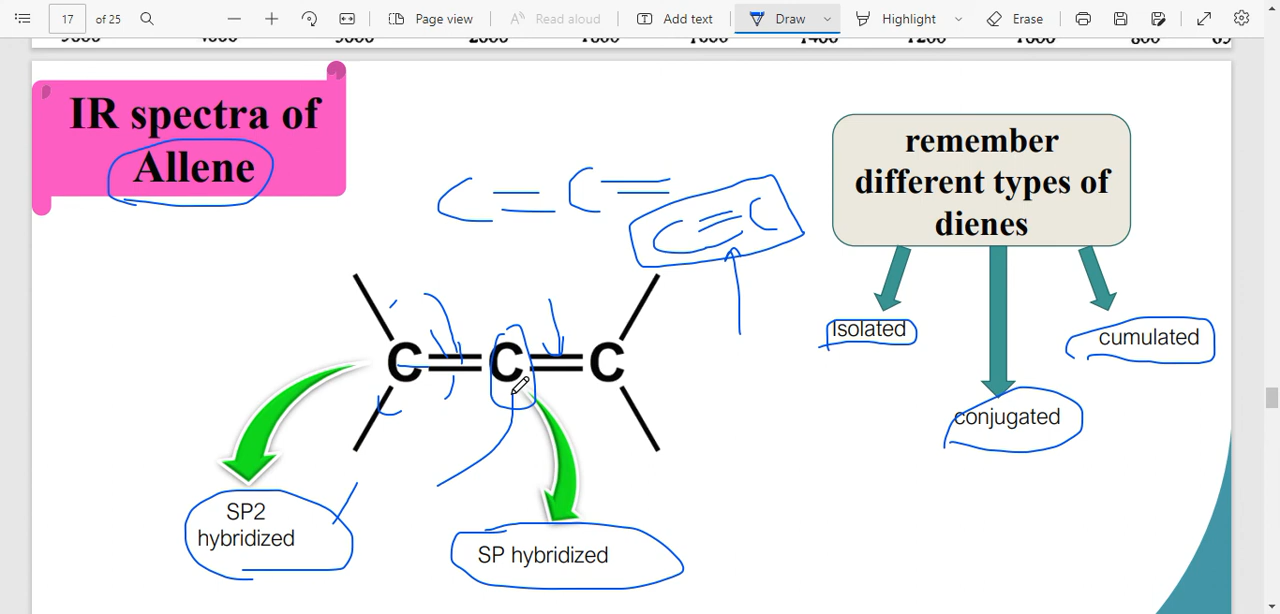 17 of 25 Page view Read aloud Add text Draw Highlight Erase
IR spectra of
Allene
remember
different types of
dienes
C = C =
C = C
Isolated
cumulated
conjugated
C=C=C
SP2
hybridized
SP hybridized